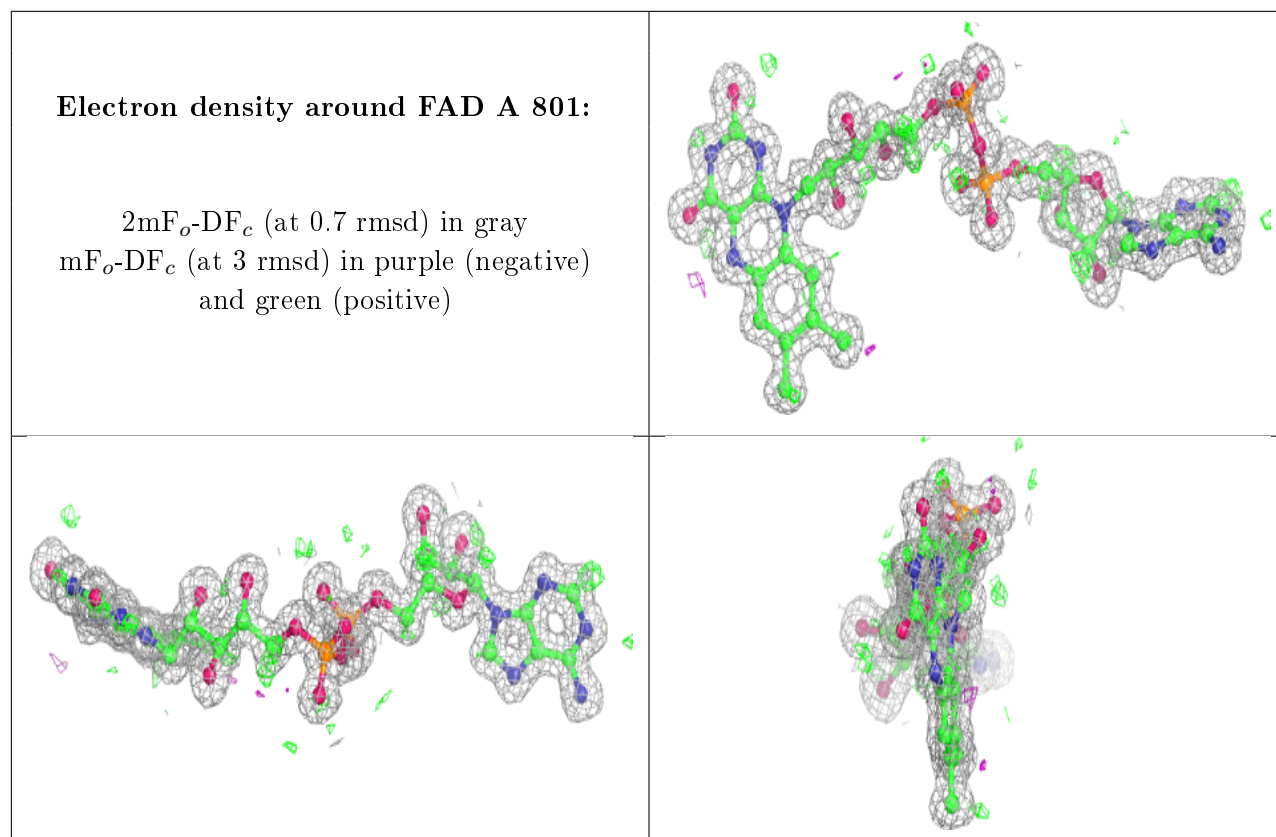 Electron density around FAD A 801:
2mFo-DFc (at 0.7 rmsd) in gray
mFo-DFc (at 3 rmsd) in purple (negative)
and green (positive)